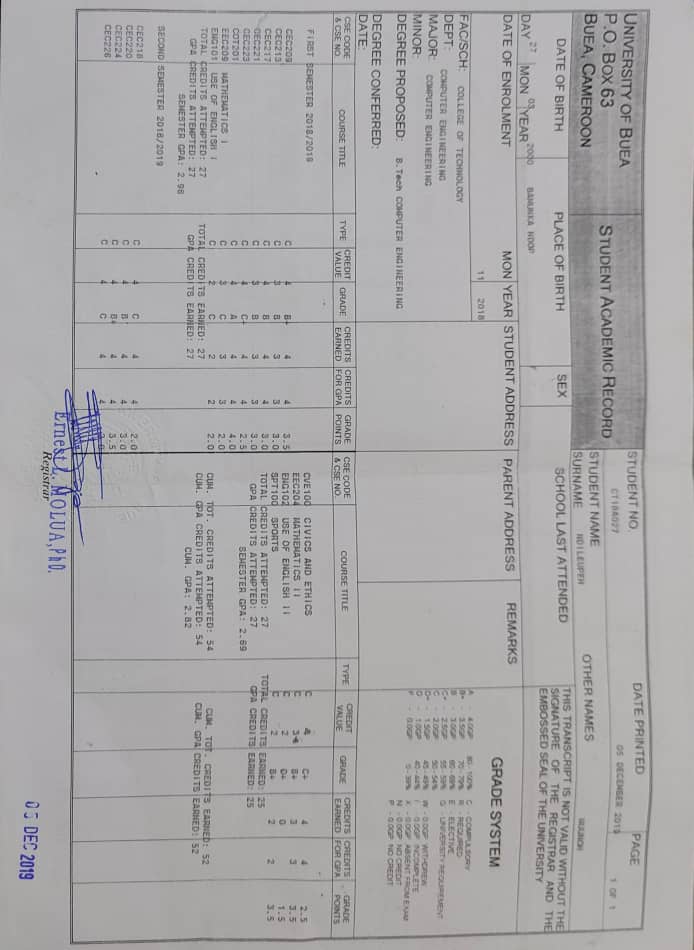 UNIVERSITY OF BUEA
P.O. BOX 63
BUEA, CAMEROON
STUDENT ACADEMIC RECORD
STUDENT NO.
CT18A027
DATE PRINTED
05 DECEMBER 2019
PAGE
1 OF 1
STUDENT NAME
SURNAME
NDILEUPEH
OTHER NAMES
DATE OF BIRTH
PLACE OF BIRTH
SEX
SCHOOL LAST ATTENDED
THIS TRANSCRIPT IS NOT VALID WITHOUT THE
SIGNATURE OF THE REGISTRAR AND THE
EMBOSSED SEAL OF THE UNIVERSITY
DAY 27 MON 03 YEAR 2000
BAMUNKA NDOP
DATE OF ENROLMENT
MON YEAR
11 2018
STUDENT ADDRESS
PARENT ADDRESS
REMARKS
GRADE SYSTEM
FAC/SCH: COLLEGE OF TECHNOLOGY
DEPT: COMPUTER ENGINEERING
MAJOR: COMPUTER ENGINEERING
MINOR:
DEGREE PROPOSED: B.Tech COMPUTER ENGINEERING
DEGREE CONFERRED:
DATE:
A - 4.0GP 80 - 100% C - COMPULSORY
B+ - 3.5GP 70 - 79% R - REQUIRED
B - 3.0GP 60 - 69% E - ELECTIVE
C+ - 2.5GP 55 - 59% G - UNIVERSITY REQUIREMENT
C - 2.0GP 50 - 54%
D+ - 1.5GP 45 - 49% W - 0.0GP WITHDREW
D - 1.0GP 40 - 44% I - 0.0GP INCOMPLETE
F - 0.0GP 0 - 39% X - 0.0GP ABSENT FROM EXAM
N - 0.0GP NO CREDIT
P - 0.0GP NO CREDIT
CSE CODE & CSE NO. COURSE TITLE TYPE CREDIT VALUE GRADE CREDITS EARNED CREDITS FOR GPA GRADE POINTS
FIRST SEMESTER 2018/2019
CEC209 C 4 B+ 4 4 3.5
CEC213 C 3 B 3 3 3.0
CEC217 C 4 B 4 4 3.0
CEC221 C 3 B 3 3 3.0
CEC223 C 4 C+ 4 4 2.5
COT201 C 4 A 4 4 4.0
EEC203 MATHEMATICS I C 3 C 3 3 2.0
ENG101 USE OF ENGLISH I C 2 C 2 2 2.0
TOTAL CREDITS ATTEMPTED: 27 TOTAL CREDITS EARNED: 27
GPA CREDITS ATTEMPTED: 27 GPA CREDITS EARNED: 27
SEMESTER GPA: 2.96
SECOND SEMESTER 2018/2019
CEC218 C 4 C 4 4 2.0
CEC220 C 4 B 4 4 3.0
CEC224 C 4 B+ 4 4 3.5
CEC226 C 4 C 4 4
CSE CODE & CSE NO. COURSE TITLE TYPE CREDIT VALUE GRADE CREDITS EARNED CREDITS FOR GPA GRADE POINTS
CVE100 CIVICS AND ETHICS C 4 C+ 4 4 2.5
EEC204 MATHEMATICS II C 3 B+ 3 3 3.5
ENG102 USE OF ENGLISH II C 2 D+ 0 1.5
SPT100 SPORTS C 2 B+ 2 2 3.5
TOTAL CREDITS ATTEMPTED: 27 TOTAL CREDITS EARNED: 25
GPA CREDITS ATTEMPTED: 27 GPA CREDITS EARNED: 25
SEMESTER GPA: 2.69
CUM. TOT. CREDITS ATTEMPTED: 54 CUM. TOT. CREDITS EARNED: 52
CUM. GPA CREDITS ATTEMPTED: 54 CUM. GPA CREDITS EARNED: 52
CUM. GPA: 2.82
Ernest L. MOLUA, PhD.
Registrar
05 DEC 2019